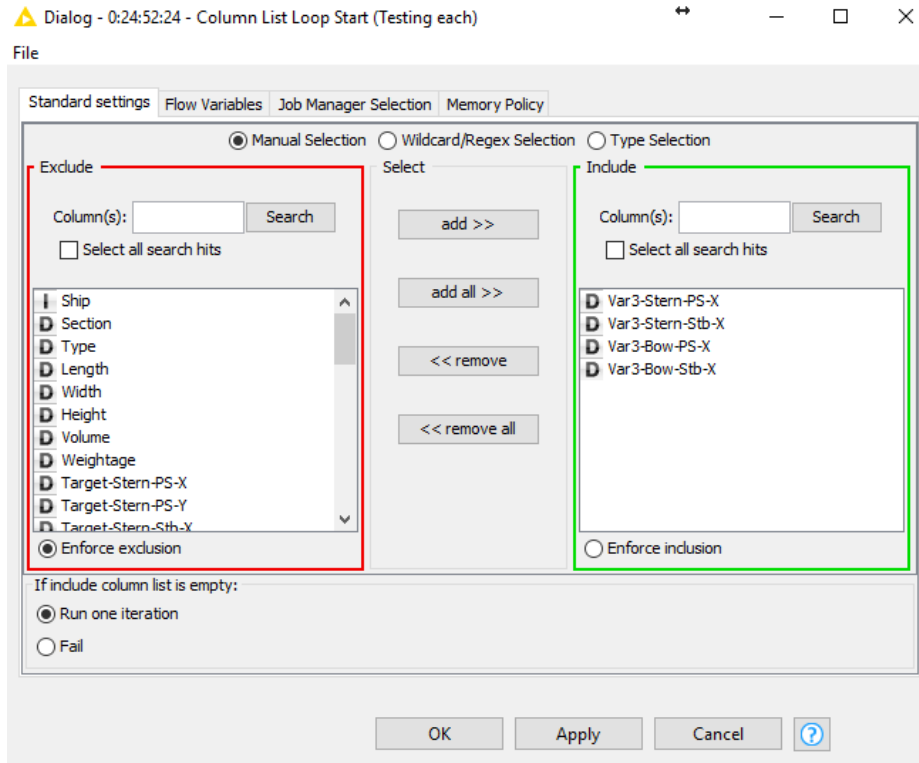 Dialog - 0:24:52:24 - Column List Loop Start (Testing each)
File
Standard settings Flow Variables Job Manager Selection Memory Policy
Manual Selection Wildcard/Regex Selection Type Selection
Exclude
Column(s): Search
Select all search hits
I Ship
D Section
D Type
D Length
D Width
D Height
D Volume
D Weightage
D Target-Stern-PS-X
D Target-Stern-PS-Y
D Target-Stern-Stb-X
Enforce exclusion
Select
add >>
add all >>
<< remove
<< remove all
Include
Column(s): Search
Select all search hits
D Var3-Stern-PS-X
D Var3-Stern-Stb-X
D Var3-Bow-PS-X
D Var3-Bow-Stb-X
Enforce inclusion
If include column list is empty:
Run one iteration
Fail
OK Apply Cancel ?